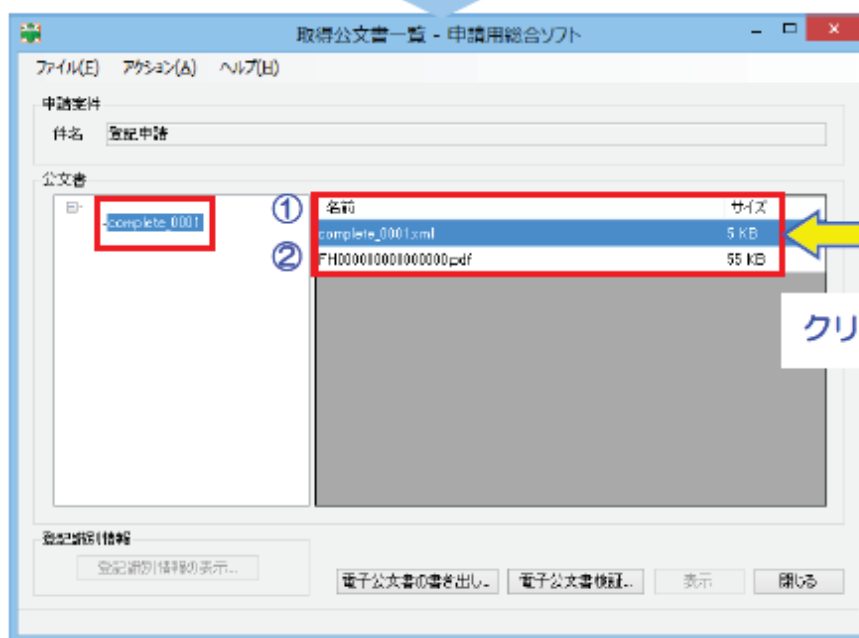 取得公文書一覧 - 申請用総合ソフト
ファイル(E) アクション(A) ヘルプ(H)
申請案件
件名 登記申請
公文書
complete_0001
① 名前 サイズ
complete_0001.xml 5 KB
② FH000010001000000.pdf 55 KB
クリ
登記識別情報
登記識別情報の表示...
電子公文書の書き出し... 電子公文書検証... 表示 閉じる